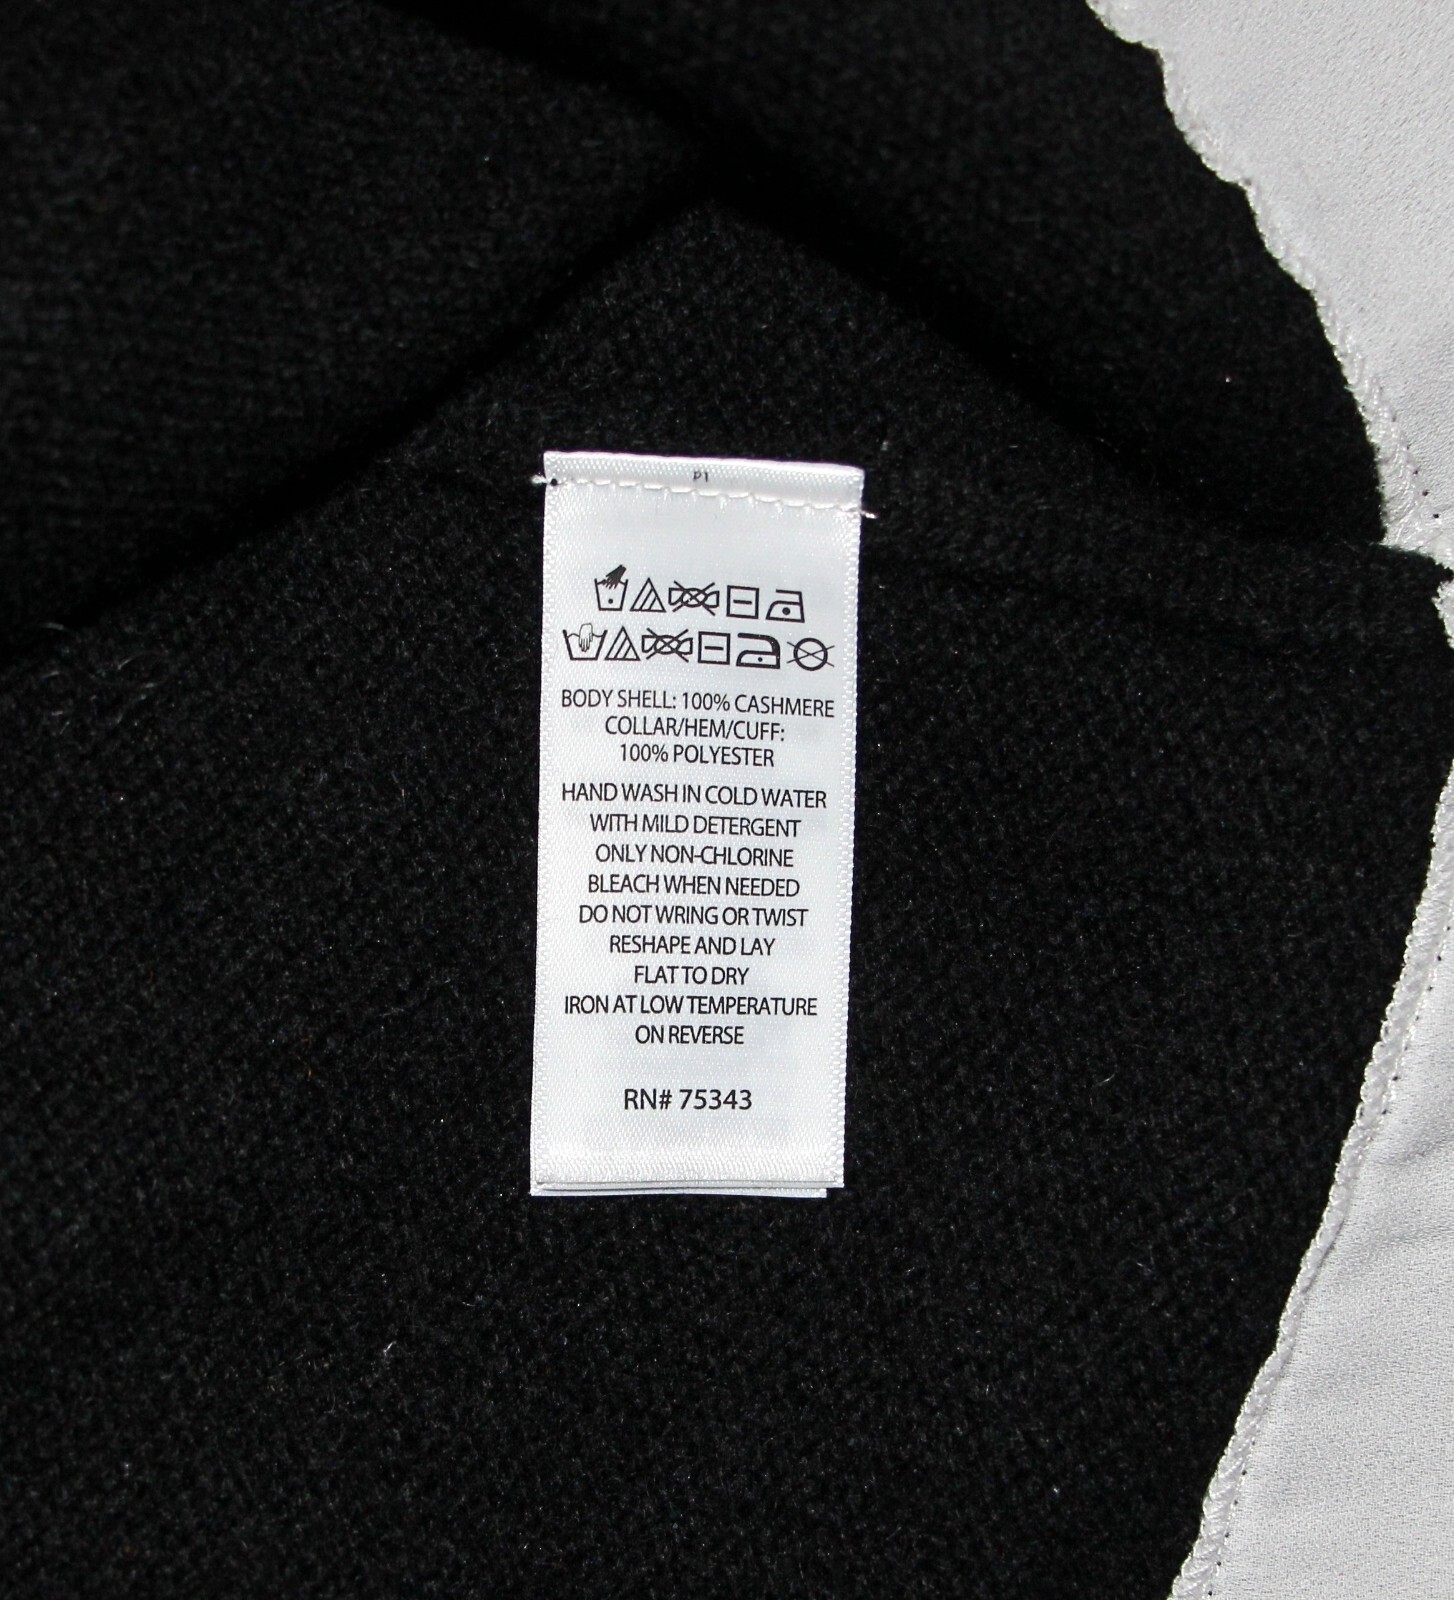 P1
BODY SHELL: 100% CASHMERE
COLLAR/HEM/CUFF:
100% POLYESTER
HAND WASH IN COLD WATER
WITH MILD DETERGENT
ONLY NON-CHLORINE
BLEACH WHEN NEEDED
DO NOT WRING OR TWIST
RESHAPE AND LAY
FLAT TO DRY
IRON AT LOW TEMPERATURE
ON REVERSE
RN# 75343